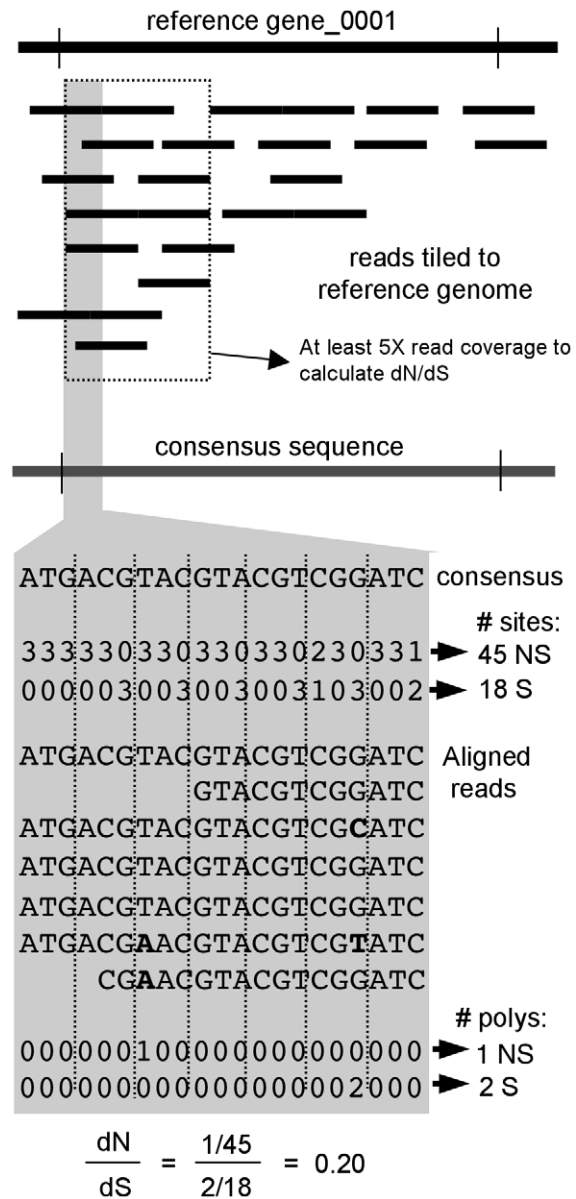 reference gene_0001
reads tiled to
reference genome
At least 5X read coverage to
calculate dN/dS
consensus sequence
ATGACGTACGTACGTCGGATC consensus
# sites:
333330330330330230331 45 NS
000003003003003103002 18 S
ATGACGTACGTACGTCGGATC Aligned
GTACGTCGGATC reads
ATGACGTACGTACGTCGCATC
ATGACGTACGTACGTCGGATC
ATGACGTACGTACGTCGGATC
ATGACGAACGTACGTCGTATC
CGAACGTACGTCGGATC
# polys:
000000100000000000000 1 NS
000000000000000002000 2 S
dN 1/45
= = 0.20
dS 2/18